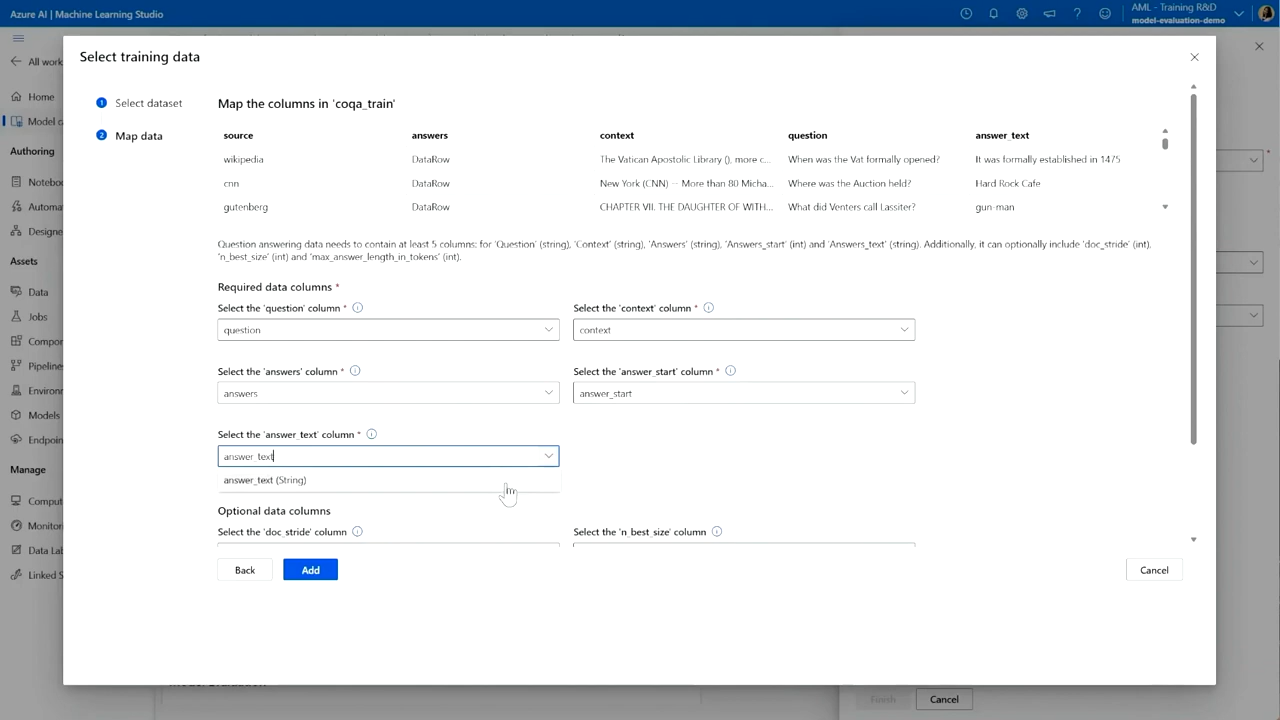 Azure AI | Machine Learning Studio
AML - Training R&D
model-evaluation-demo
All work
Home
Model ca
Authoring
Notebo
Automa
Designe
Assets
Data
Jobs
Compor
Pipeline
Environ
Models
Endpoin
Manage
Comput
Monitori
Data Lab
Linked S
Select training data
1 Select dataset
2 Map data
Map the columns in 'coqa_train'
source answers context question answer_text
wikipedia DataRow The Vatican Apostolic Library (), more c... When was the Vat formally opened? It was formally established in 1475
cnn DataRow New York (CNN) -- More than 80 Micha... Where was the Auction held? Hard Rock Cafe
gutenberg DataRow CHAPTER VII. THE DAUGHTER OF WITH... What did Venters call Lassiter? gun-man
Question answering data needs to contain at least 5 columns; for 'Question' (string), 'Context' (string), 'Answers' (string), 'Answers_start' (int) and 'Answers_text' (string). Additionally, it can optionally include 'doc_stride' (int),
'n_best_size' (int) and 'max_answer_length_in_tokens' (int).
Required data columns *
Select the 'question' column * Select the 'context' column *
question context
Select the 'answers' column * Select the 'answer_start' column *
answers answer_start
Select the 'answer_text' column *
answer_text
answer_text (String)
Optional data columns
Select the 'doc_stride' column Select the 'n_best_size' column
Back Add Cancel
Finish Cancel